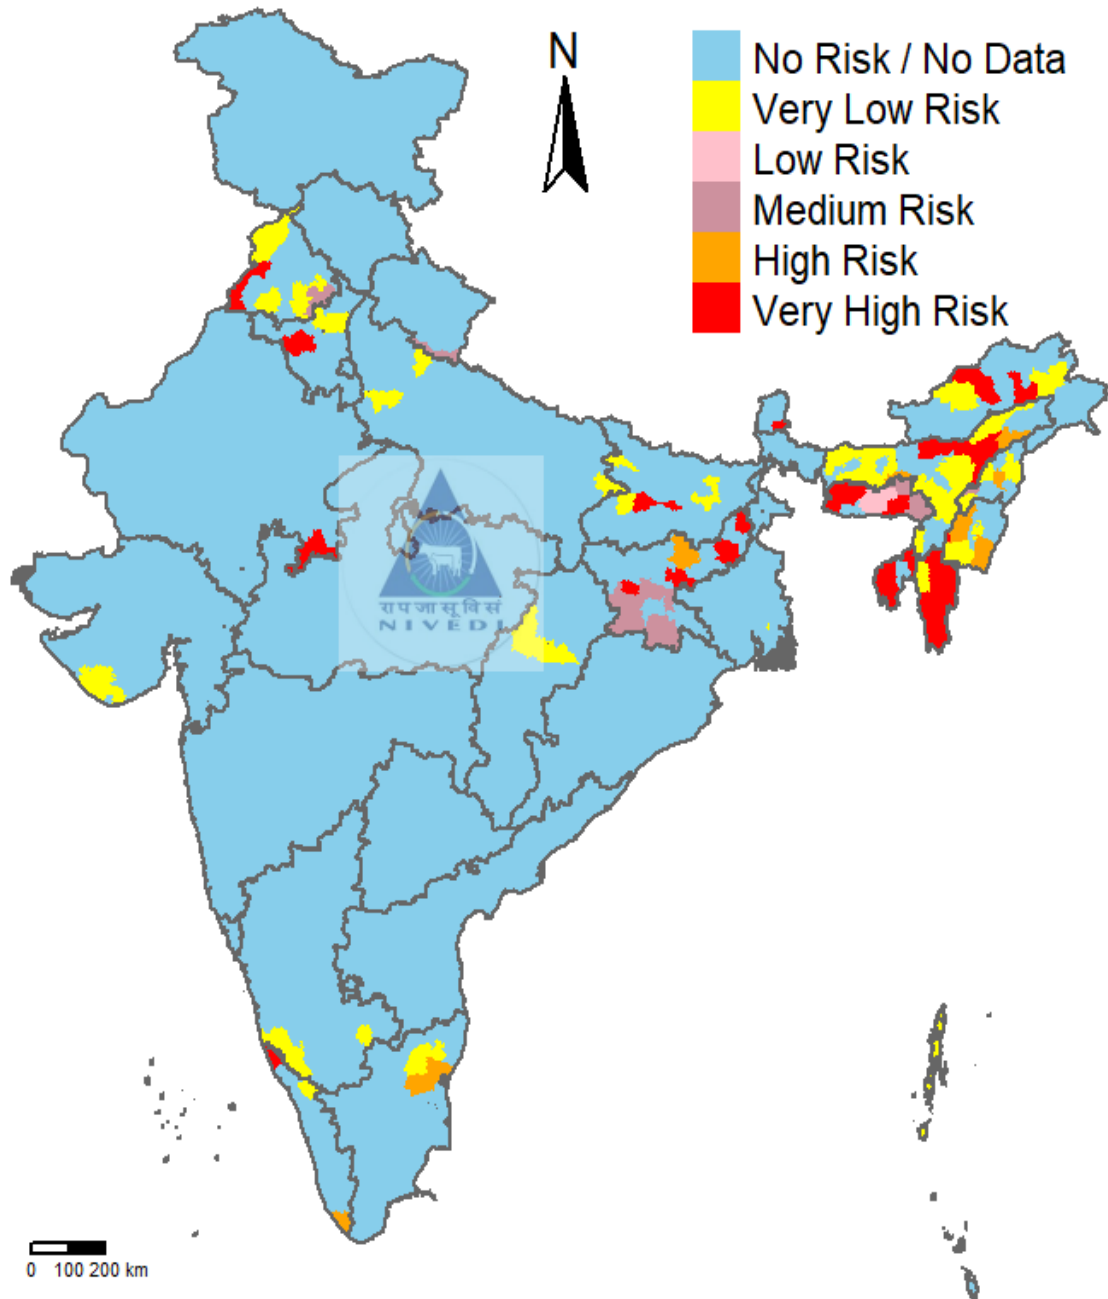 N
No Risk / No Data
Very Low Risk
Low Risk
Medium Risk
High Risk
Very High Risk
रा प जा सू वि सं
NIVEDI
0 100 200 km